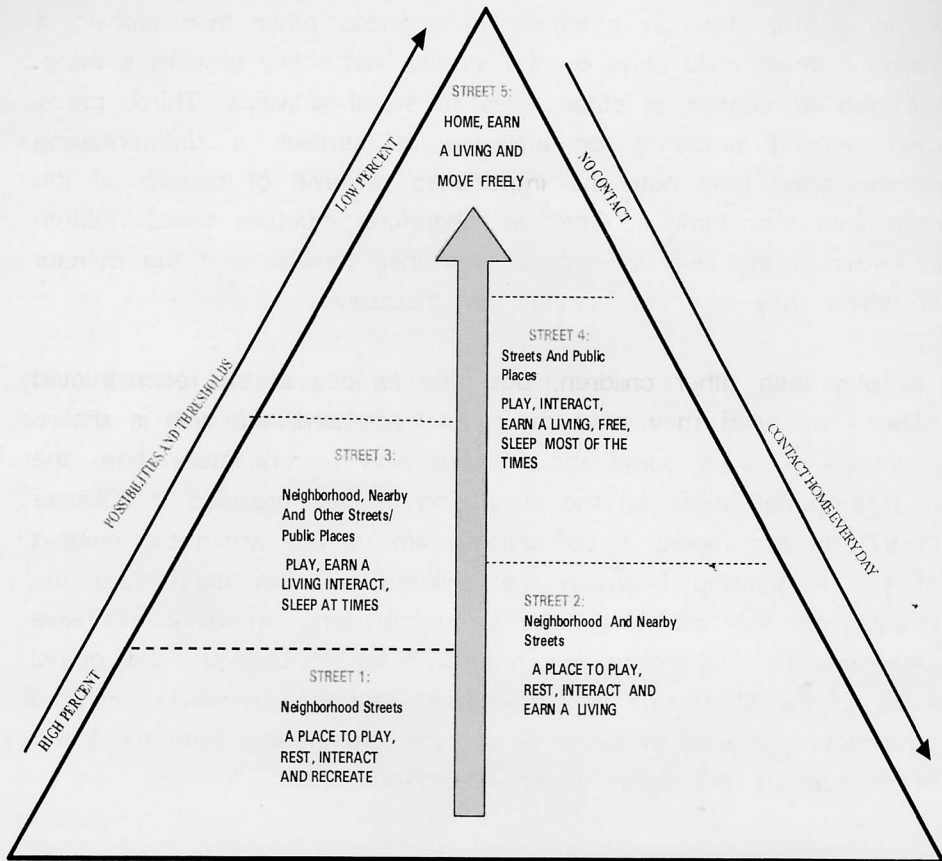 STREET 5:
HOME, EARN
A LIVING AND
MOVE FREELY
LOW PERCENT
POSSIBILITIES AND THRESHOLDS
HIGH PERCENT
NO CONTACT
CONTACT HOME EVERY DAY
STREET 4:
Streets And Public
Places
PLAY, INTERACT,
EARN A LIVING, FREE,
SLEEP MOST OF THE
TIMES
STREET 3:
Neighborhood, Nearby
And Other Streets/
Public Places
PLAY, EARN A
LIVING INTERACT,
SLEEP AT TIMES
STREET 2:
Neighborhood And Nearby
Streets
A PLACE TO PLAY,
REST, INTERACT AND
EARN A LIVING
STREET 1:
Neighborhood Streets
A PLACE TO PLAY,
REST, INTERACT
AND RECREATE